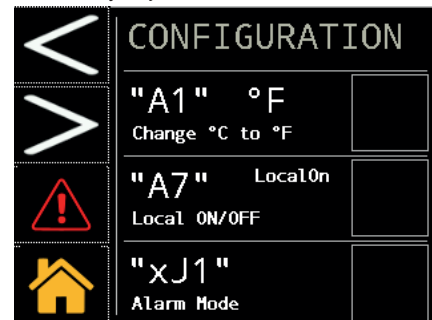 CONFIGURATION
"A1" °F
Change °C to °F
"A7" LocalOn
Local ON/OFF
"xJ1"
Alarm Mode